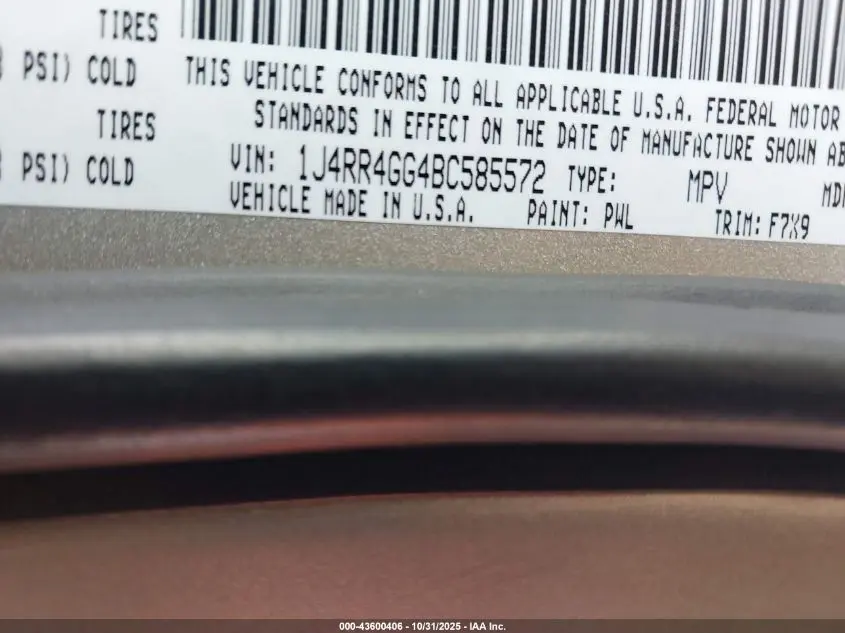 TIRES
PSI) COLD
THIS VEHICLE CONFORMS TO ALL APPLICABLE U.S.A. FEDERAL MOTOR
TIRES
STANDARDS IN EFFECT ON THE DATE OF MANUFACTURE SHOWN AB
PSI) COLD
VIN: 1J4RR4GG4BC585572 TYPE: MPV MD
VEHICLE MADE IN U.S.A. PAINT: PWL TRIM: F7X9
000-43600406 - 10/31/2025 - IAA Inc.